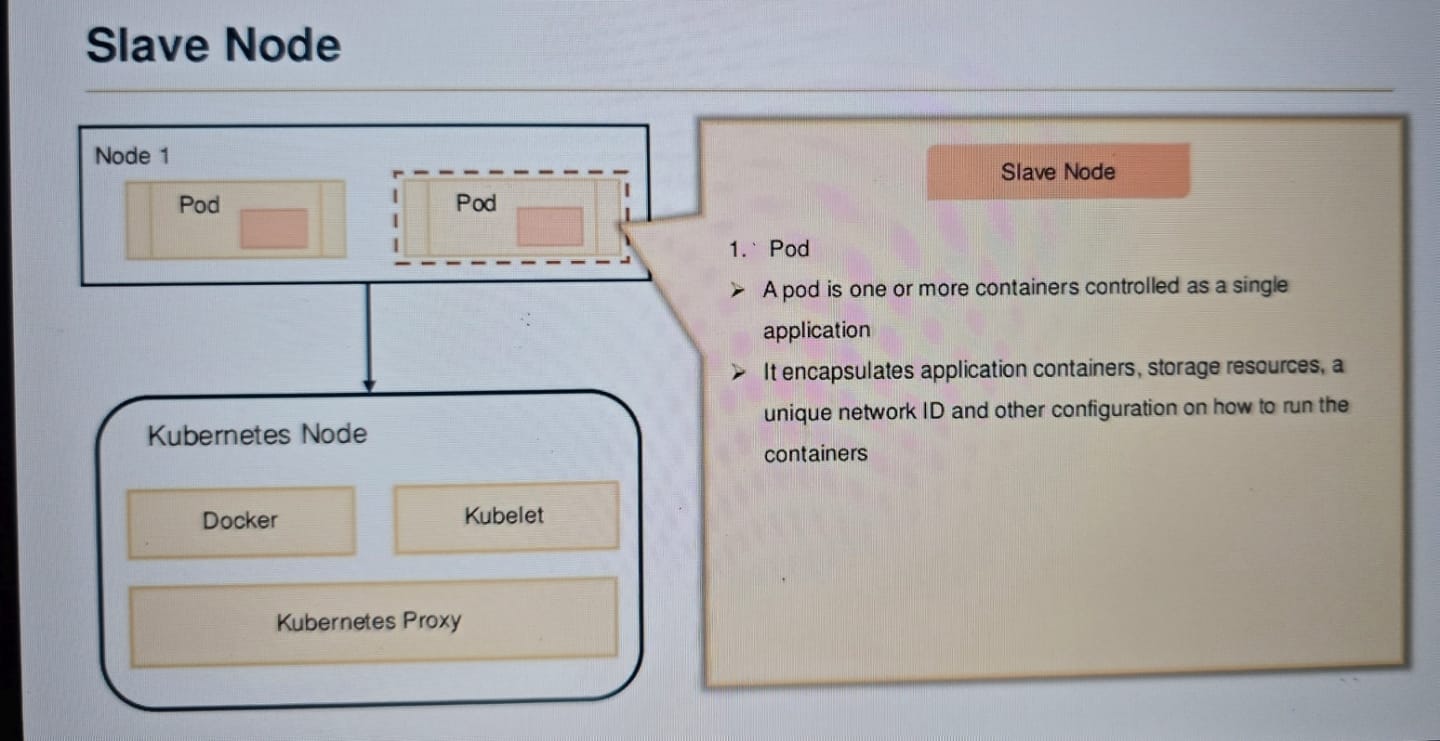 Slave Node
Node 1
Pod
Pod
Kubernetes Node
Docker
Kubelet
Kubernetes Proxy
Slave Node
1. Pod
➢ A pod is one or more containers controlled as a single
application
➢ It encapsulates application containers, storage resources, a
unique network ID and other configuration on how to run the
containers